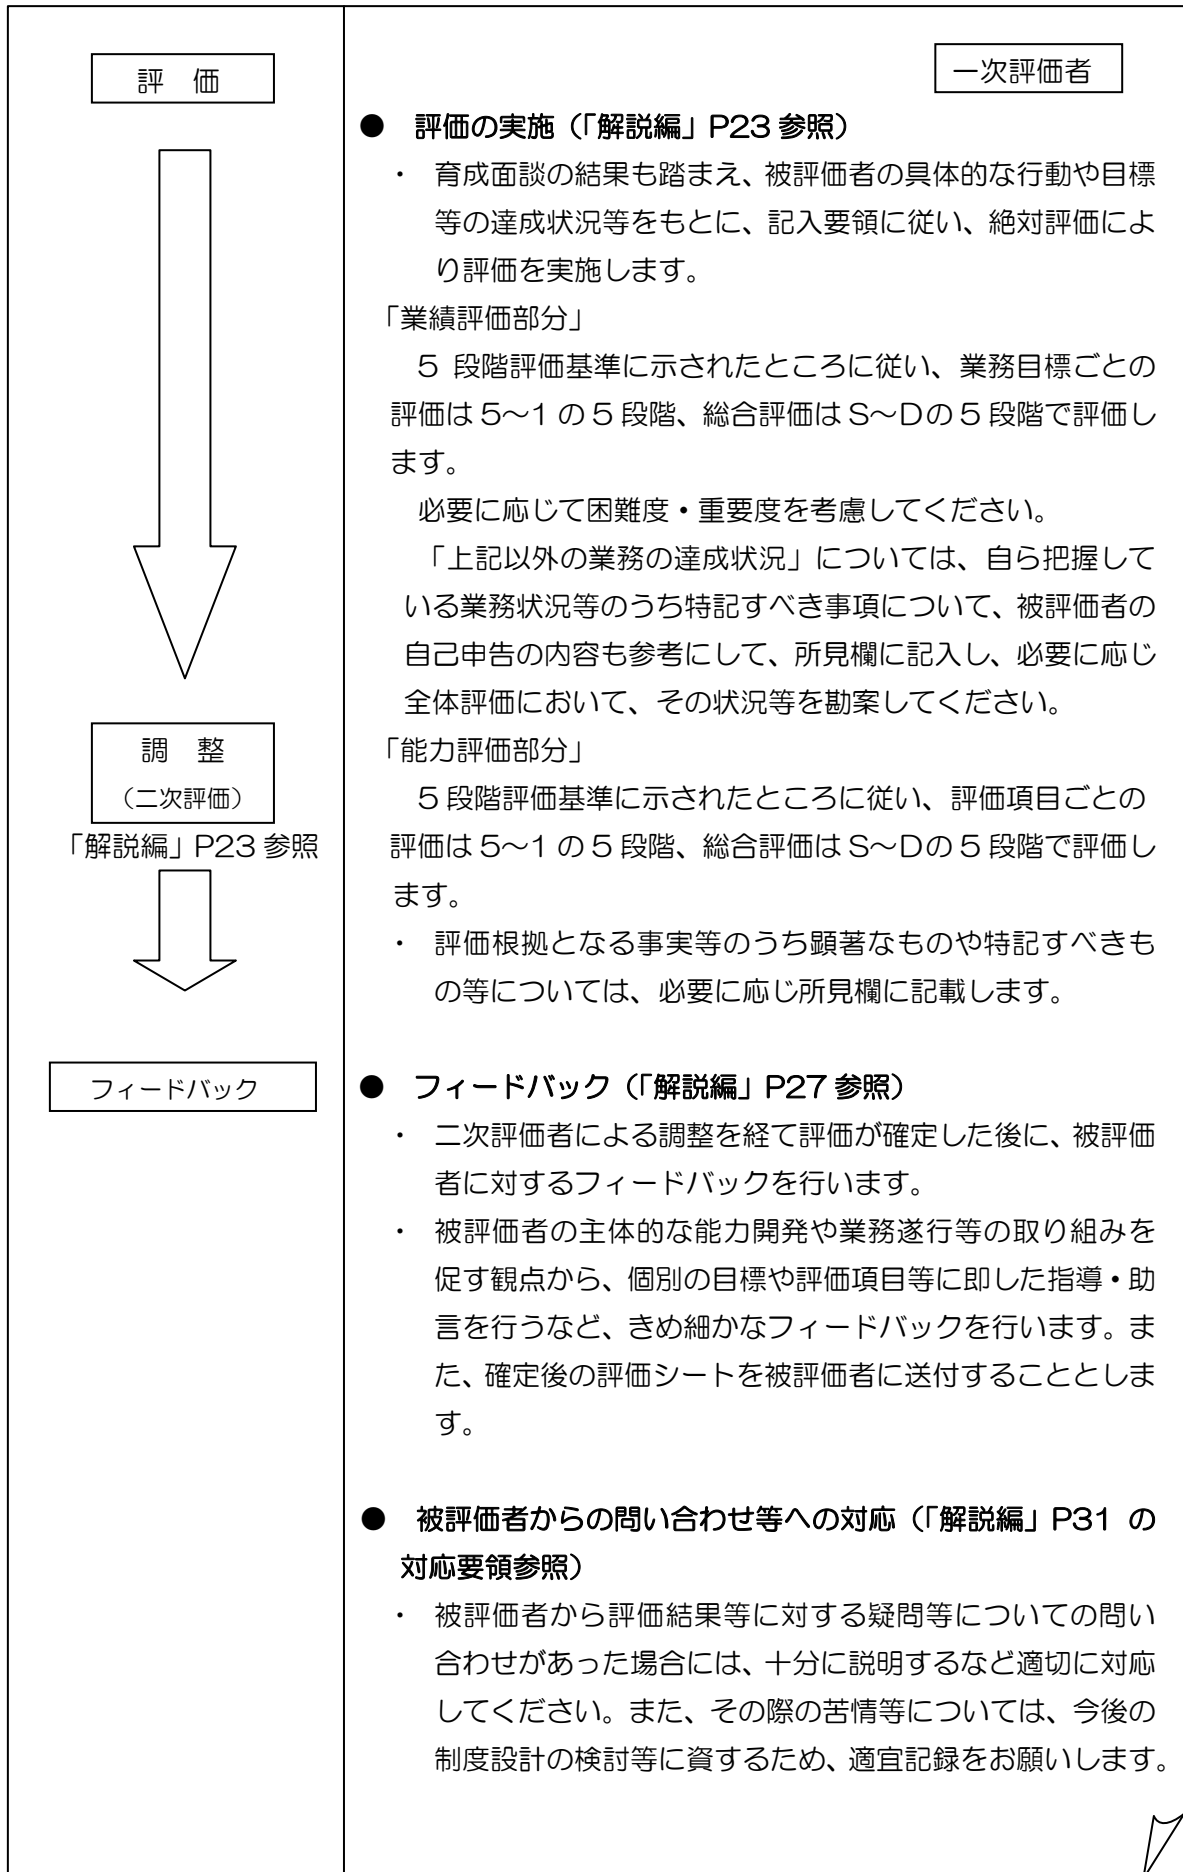 評　価
調　整
（二次評価）
「解説編」P23 参照
フィードバック
一次評価者
●　評価の実施（「解説編」P23 参照）
・　育成面談の結果も踏まえ、被評価者の具体的な行動や目標
等の達成状況等をもとに、記入要領に従い、絶対評価によ
り評価を実施します。
「業績評価部分」
５ 段階評価基準に示されたところに従い、業務目標ごとの
評価は５～１の５段階、総合評価はＳ～Ｄの５段階で評価し
ます。
必要に応じて困難度・重要度を考慮してください。
「上記以外の業務の達成状況」については、自ら把握して
いる業務状況等のうち特記すべき事項について、被評価者の
自己申告の内容も参考にして、所見欄に記入し、必要に応じ
全体評価において、その状況等を勘案してください。
「能力評価部分」
５段階評価基準に示されたところに従い、評価項目ごとの
評価は５～１の５段階、総合評価はＳ～Ｄの５段階で評価し
ます。
・　評価根拠となる事実等のうち顕著なものや特記すべきも
の等については、必要に応じ所見欄に記載します。
●　フィードバック（「解説編」P27 参照）
・　二次評価者による調整を経て評価が確定した後に、被評価
者に対するフィードバックを行います。
・　被評価者の主体的な能力開発や業務遂行等の取り組みを
促す観点から、個別の目標や評価項目等に即した指導・助
言を行うなど、きめ細かなフィードバックを行います。ま
た、確定後の評価シートを被評価者に送付することとしま
す。
●　被評価者からの問い合わせ等への対応（「解説編」P31 の
対応要領参照）
・　被評価者から評価結果等に対する疑問等についての問い
合わせがあった場合には、十分に説明するなど適切に対応
してください。また、その際の苦情等については、今後の
制度設計の検討等に資するため、適宜記録をお願いします。